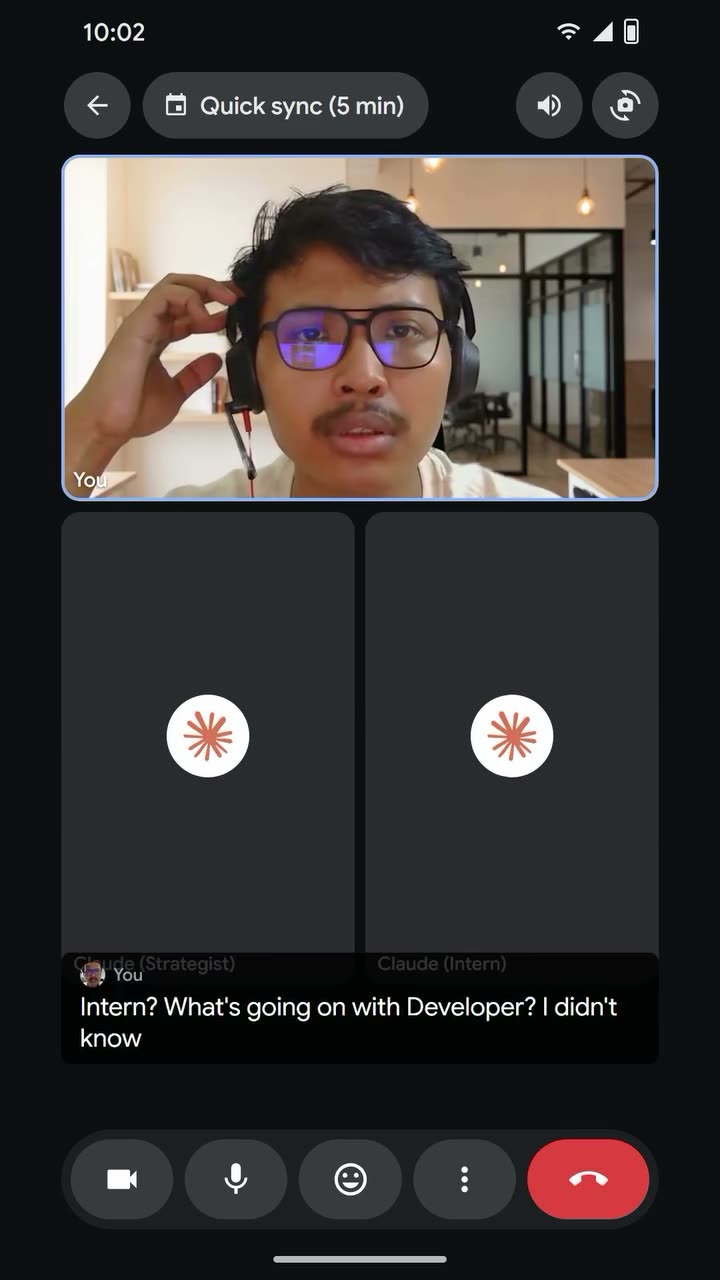 10:02
Quick sync (5 min)
You
Claude (Strategist)
Claude (Intern)
You
Intern? What's going on with Developer? I didn't
know